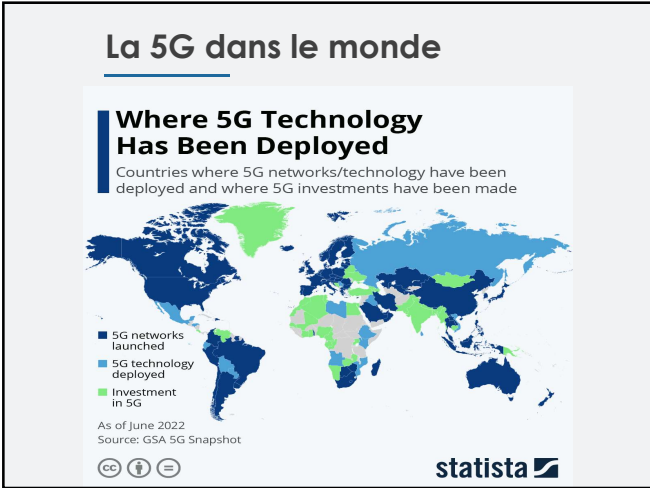 La 5G dans le monde
Where 5G Technology
Has Been Deployed
Countries where 5G networks/technology have been
deployed and where 5G investments have been made
5G networks
launched
5G technology
deployed
Investment
in 5G
As of June 2022
Source: GSA 5G Snapshot
cc
statista